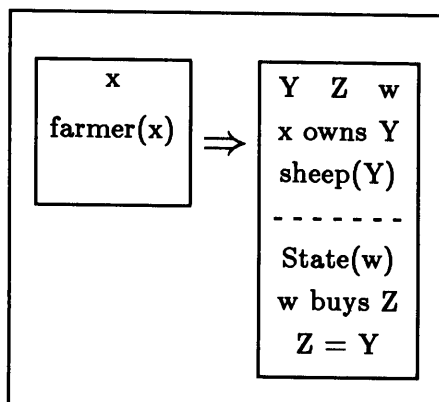 x
farmer(x)
⇒
Y Z w
x owns Y
sheep(Y)
- - - - - - -
State(w)
w buys Z
Z = Y